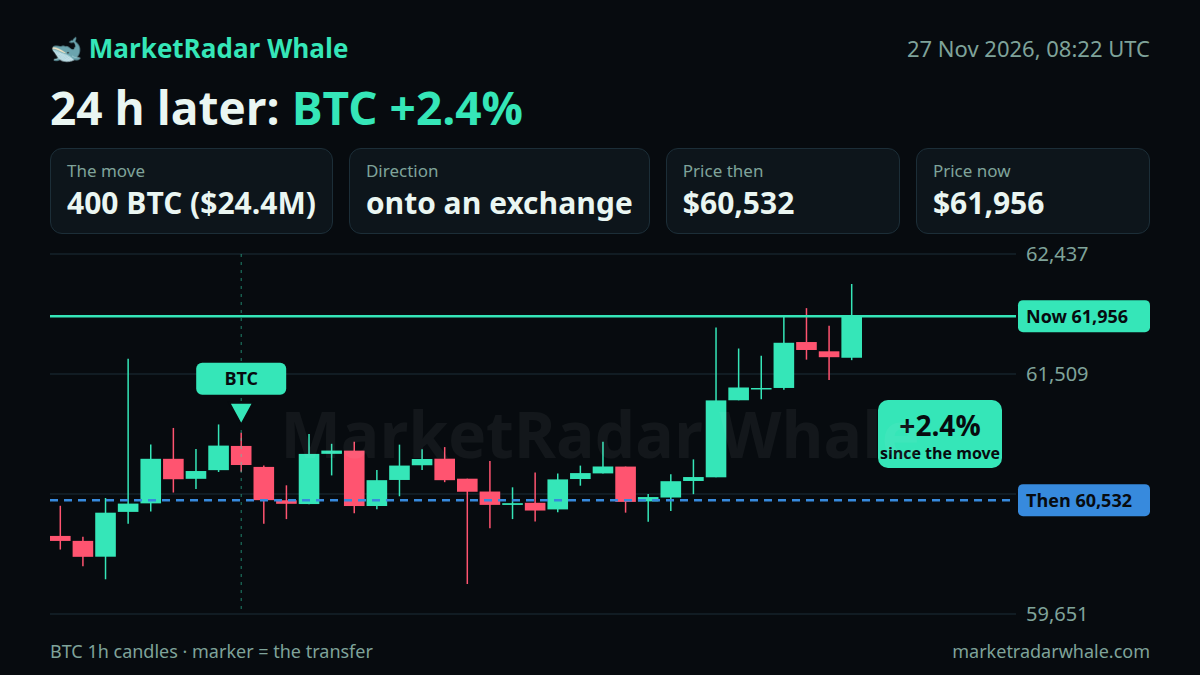 MarketRadar Whale
27 Nov 2026, 08:22 UTC
24 h later: BTC +2.4%
The move
400 BTC ($24.4M)
Direction
onto an exchange
Price then
$60,532
Price now
$61,956
62,437
Now 61,956
61,509
BTC
MarketRadar Whale
+2.4%
since the move
Then 60,532
59,651
BTC 1h candles · marker = the transfer
marketradarwhale.com